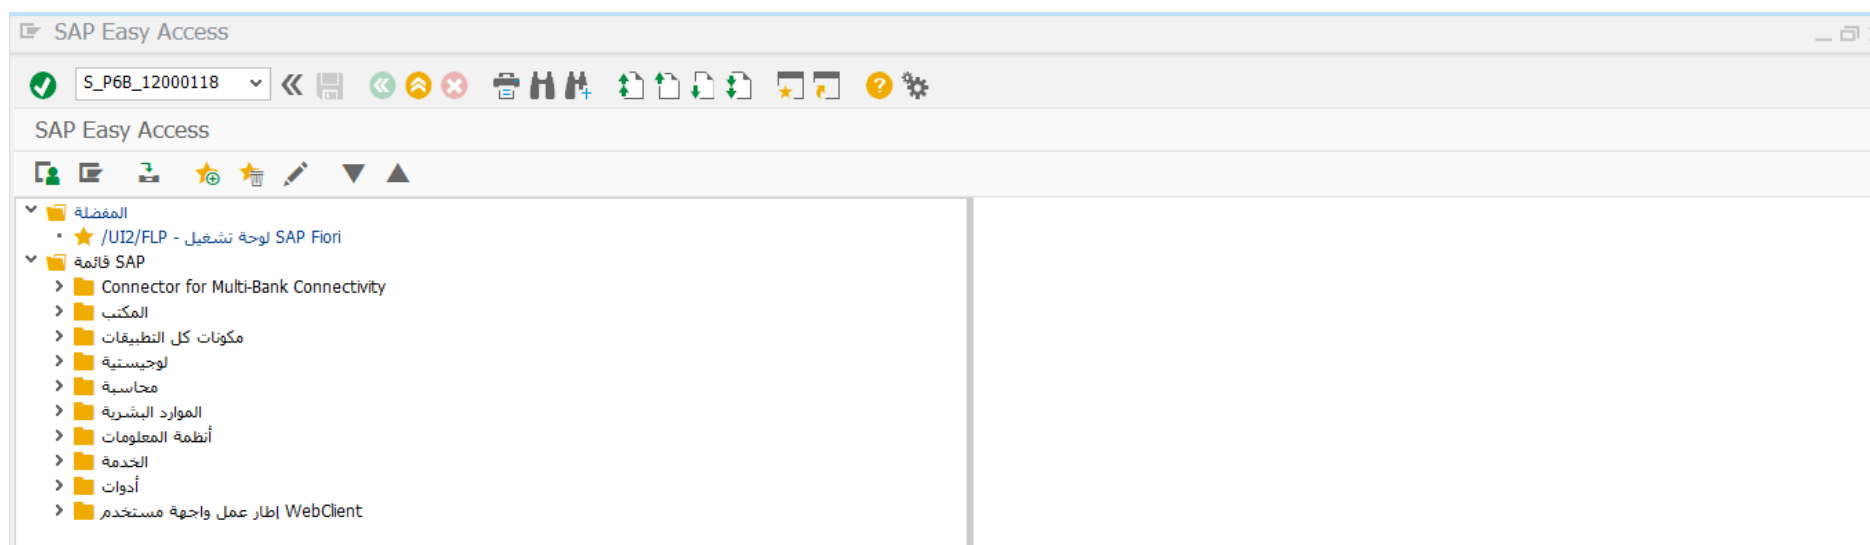 SAP Easy Access
S_P6B_12000118
SAP Easy Access
المفضلة
/UI2/FLP - لوحة تشغيل SAP Fiori
قائمة SAP
Connector for Multi-Bank Connectivity
المكتب
مكونات كل التطبيقات
لوجيستية
محاسبة
الموارد البشرية
أنظمة المعلومات
الخدمة
أدوات
إطار عمل واجهة مستخدم WebClient